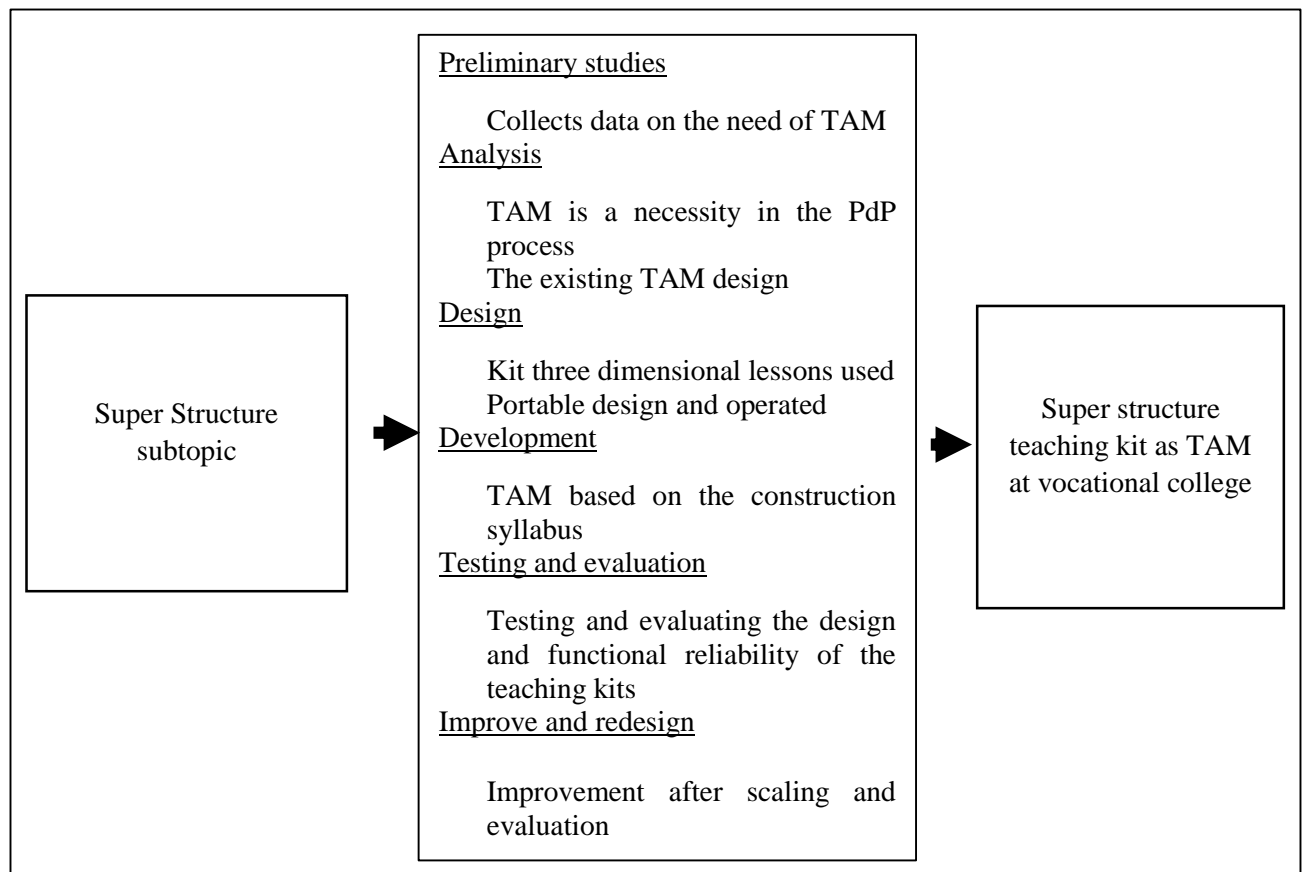 Super Structure
subtopic
Preliminary studies
Collects data on the need of TAM
Analysis
TAM is a necessity in the PdP
process
The existing TAM design
Design
Kit three dimensional lessons used
Portable design and operated
Development
TAM based on the construction
syllabus
Testing and evaluation
Testing and evaluating the design
and functional reliability of the
teaching kits
Improve and redesign
Improvement after scaling and
evaluation
Super structure
teaching kit as TAM
at vocational college